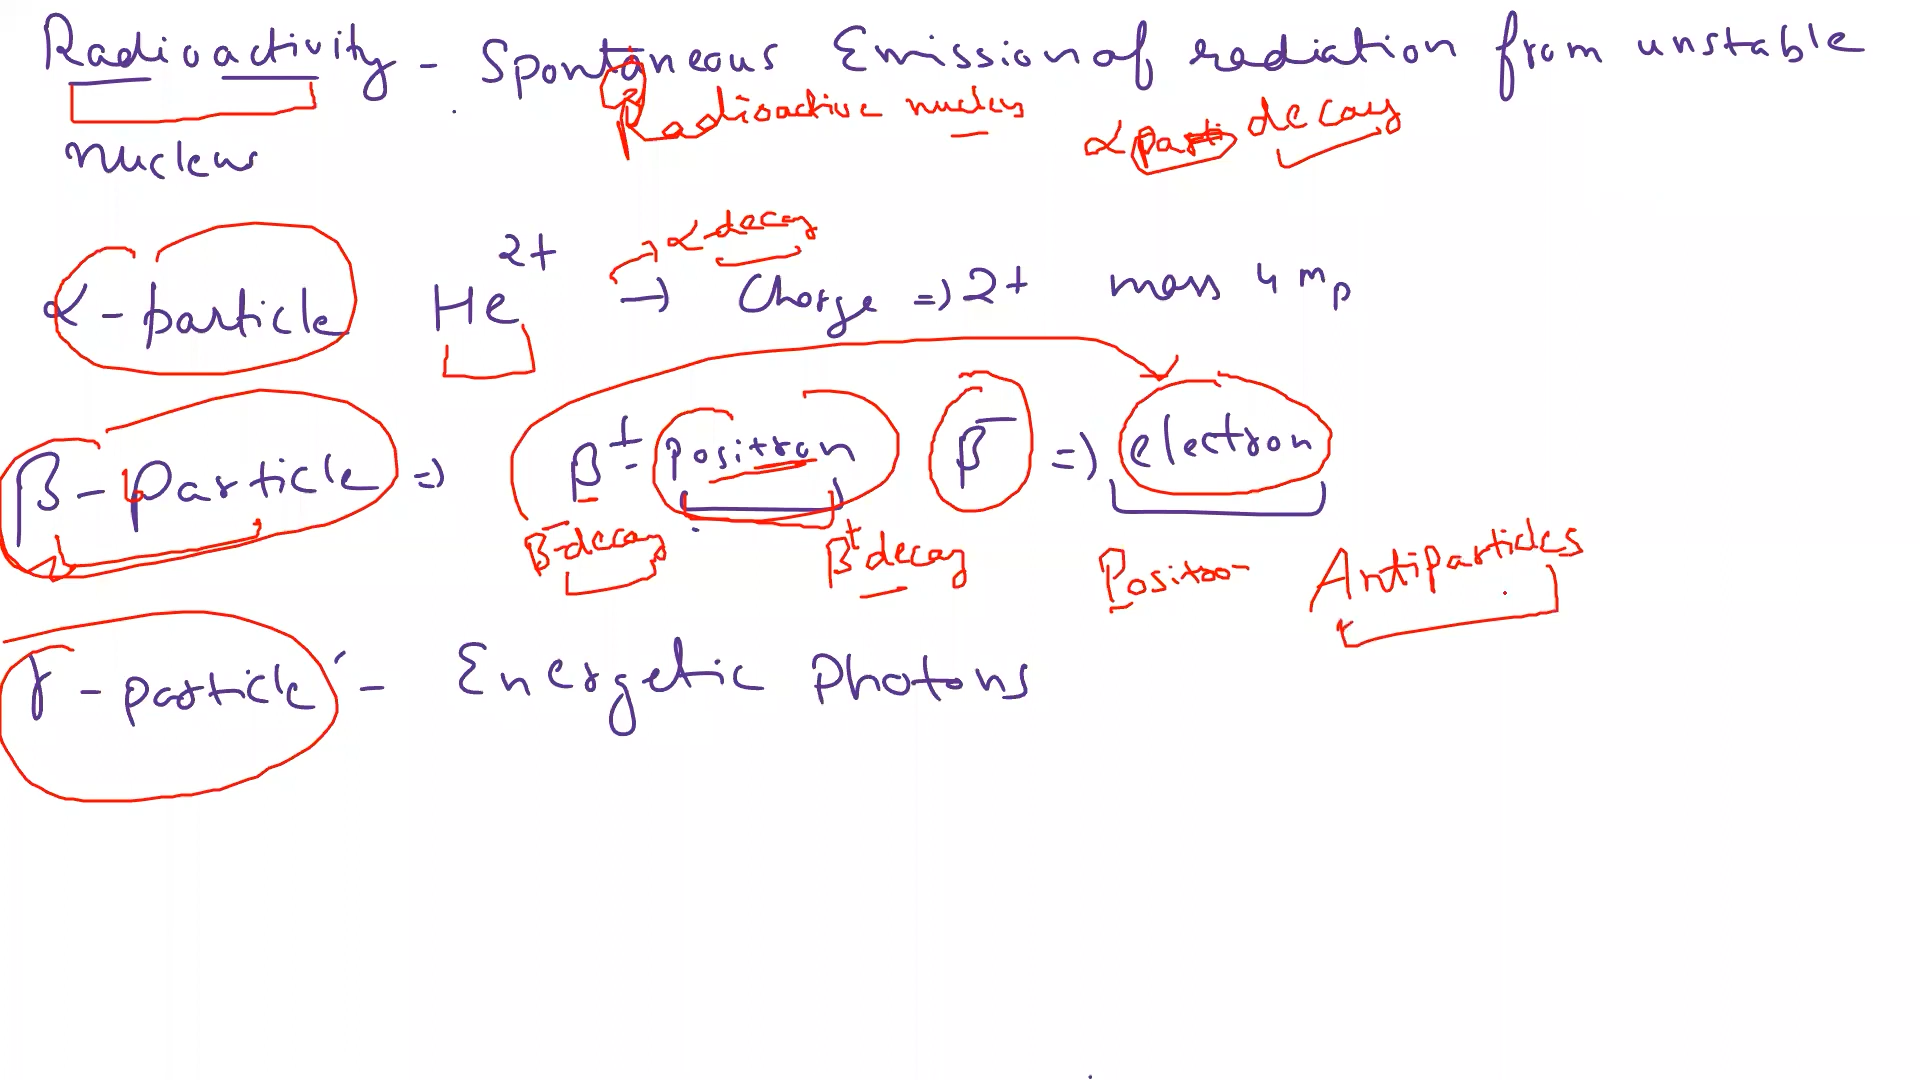 Radioactivity - Spontaneous Emission of radiation from unstable
Radioactive nucleus
α parti decay
nucleus
α decay
α - particle He 2+ → Charge => 2+ mass 4 mp
β - Particle => β+ - positron β- => electron
β- decay β+ decay Positron Antiparticles
γ - particle - Energetic Photons